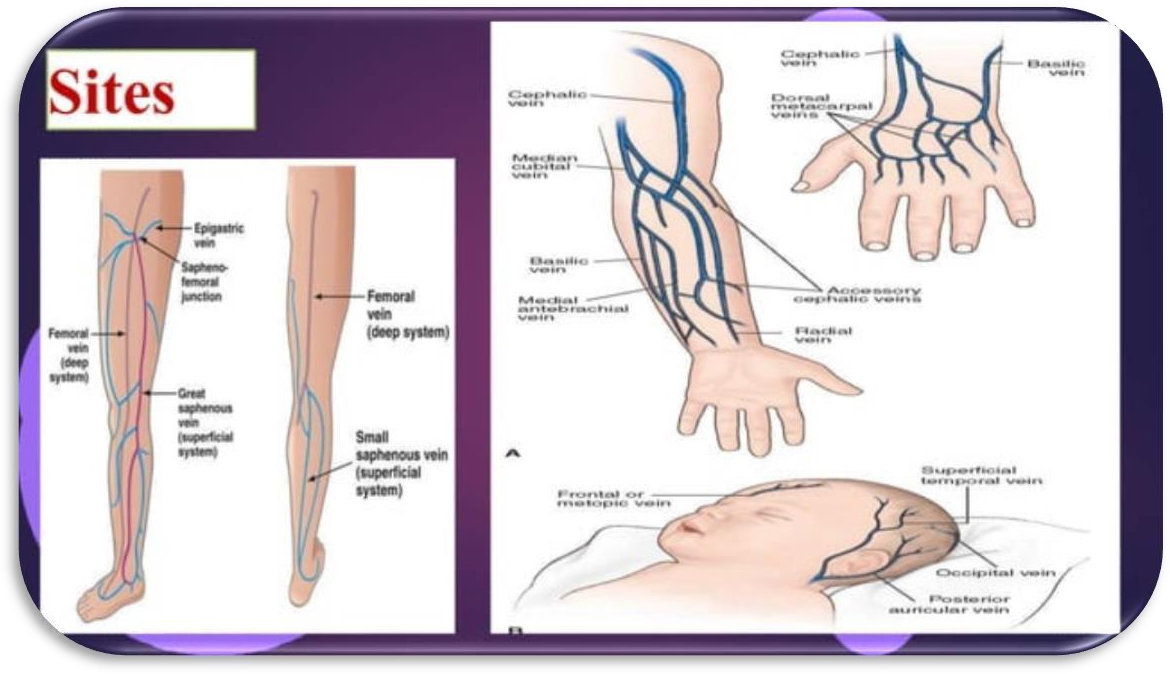 Sites
Epigastric
vein
Sapheno-
femoral
junction
Femoral
vein
(deep
system)
Great
saphenous
vein
(superficial
system)
Femoral
vein
(deep system)
Small
saphenous vein
(superficial
system)
Cephalic
vein
Median
cubital
vein
Basilic
vein
Medial
antebrachial
vein
Accessory
cephalic veins
Radial
vein
Cephalic
vein
Basilic
vein
Dorsal
metacarpal
veins
A
Frontal or
metopic vein
Superficial
temporal vein
Occipital vein
Posterior
auricular vein
B